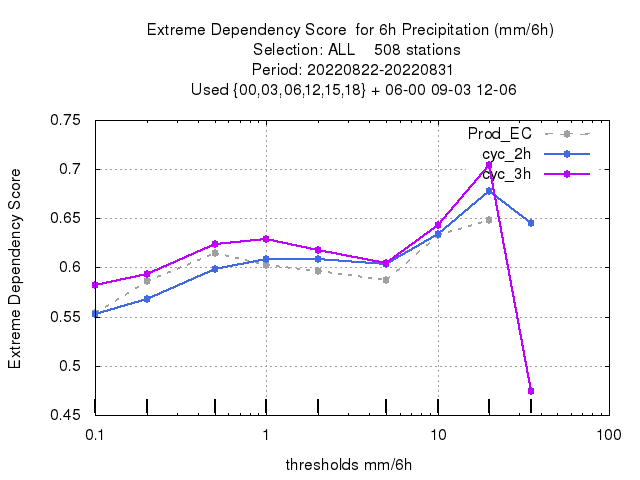 Extreme Dependency Score  for 6h Precipitation (mm/6h)
Selection: ALL    508 stations
Period: 20220822-20220831
Used {00,03,06,12,15,18} + 06-00 09-03 12-06
Prod_EC
cyc_2h
cyc_3h
0.75
0.7
0.65
0.6
0.55
0.5
0.45
Extreme Dependency Score
0.1 1 10 100
thresholds mm/6h